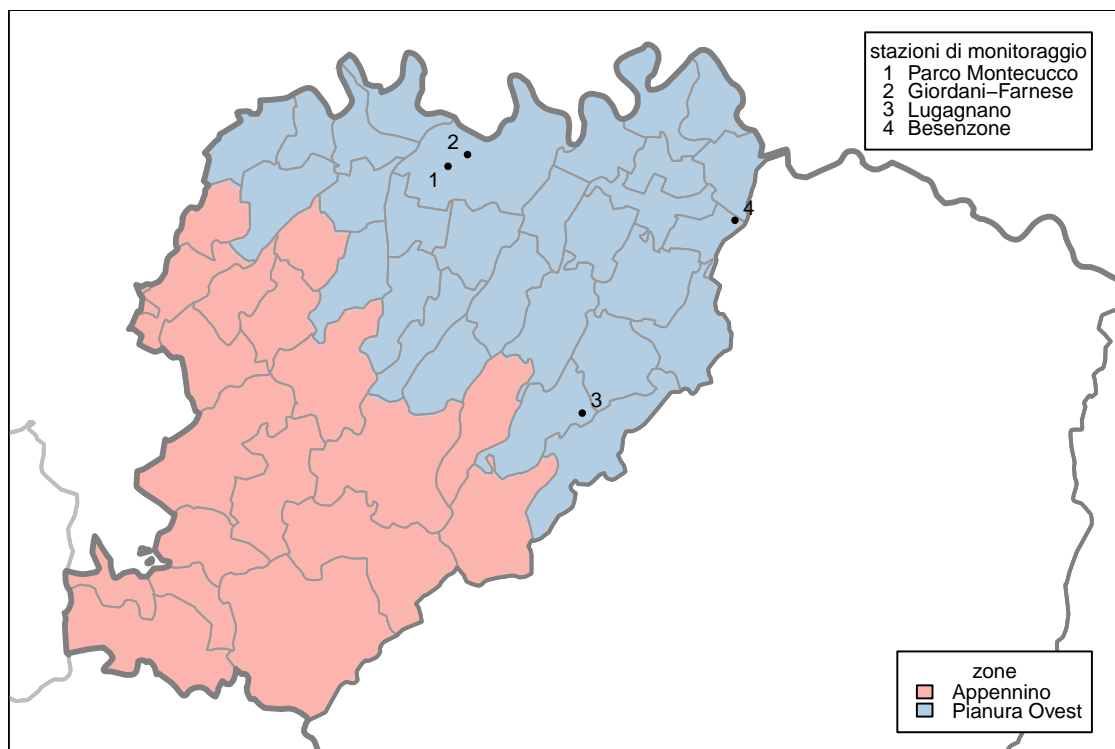 stazioni di monitoraggio
1 Parco Montecucco
2 Giordani−Farnese
3 Lugagnano
4 Besenzone
2
1
4
3
zone
Appennino
Pianura Ovest